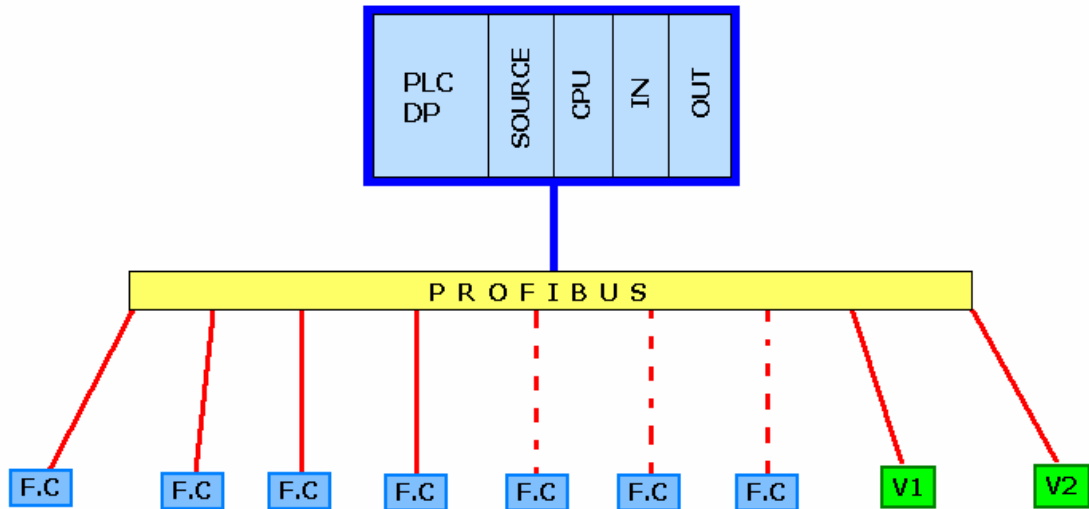 PLC
DP
SOURCE
CPU
IN
OUT
PROFIBUS
F.C
F.C
F.C
F.C
F.C
F.C
F.C
V1
V2